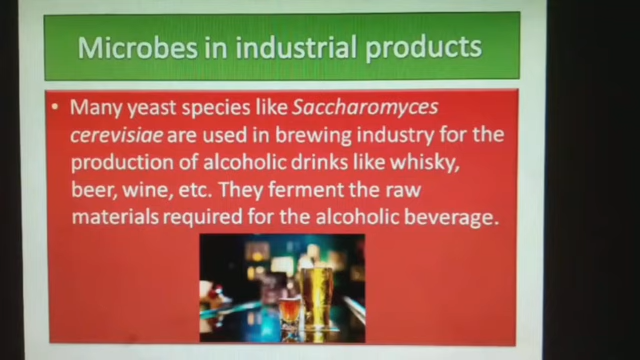 Microbes in industrial products
• Many yeast species like Saccharomyces
cerevisiae are used in brewing industry for the
production of alcoholic drinks like whisky,
beer, wine, etc. They ferment the raw
materials required for the alcoholic beverage.